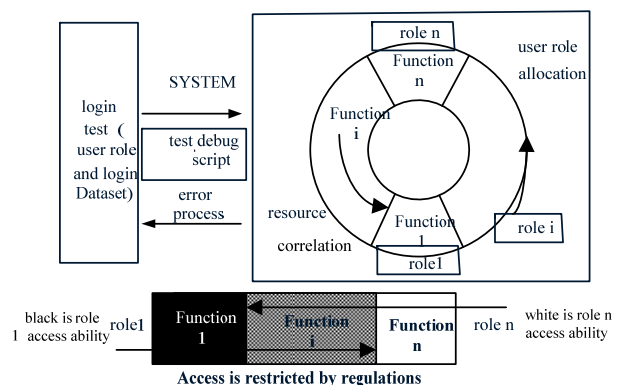 login
test (
user role
and login
Dataset)
SYSTEM
test debug
script
error
process
role n
Function
n
user role
allocation
Function
i
resource
correlation
Function
1
role1
role i
black is role
1 access ability
role1
Function
1
Function
i
Function
n
role n
white is role n
access ability
Access is restricted by regulations